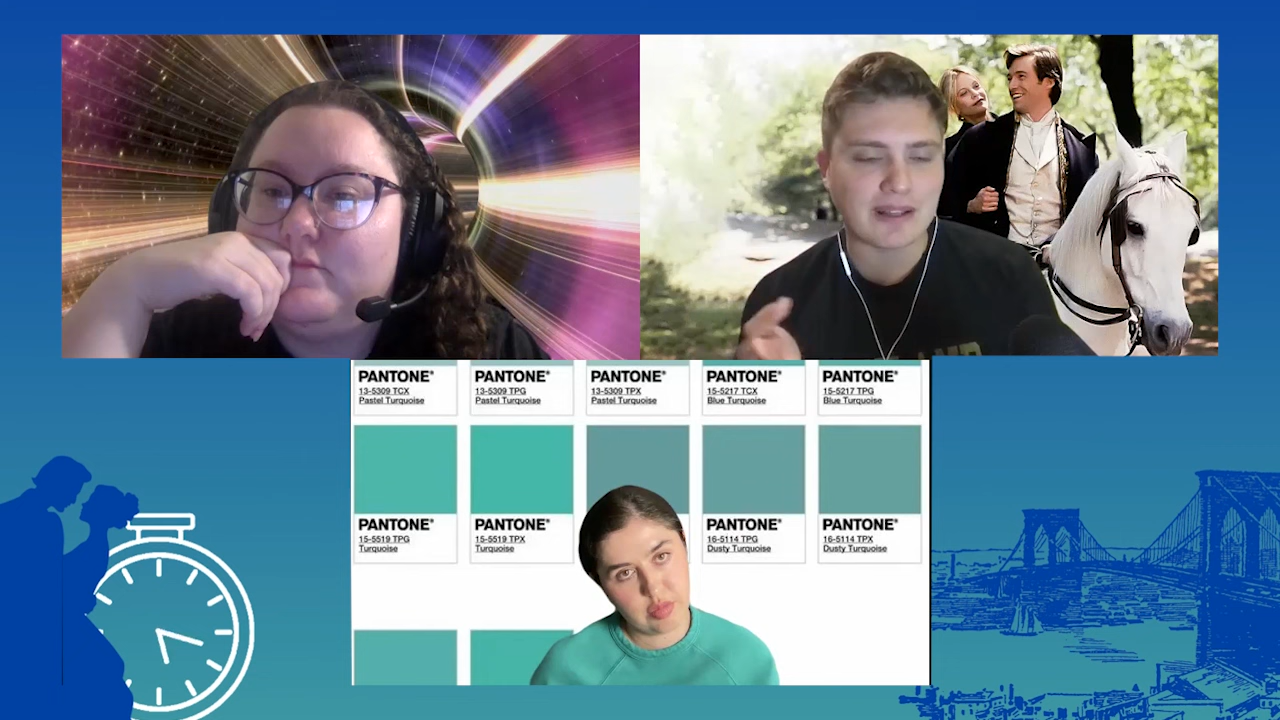 PANTONE® PANTONE® PANTONE® PANTONE® PANTONE®
13-5309 TCX 13-5309 TPG 13-5309 TPX 15-5217 TCX 15-5217 TPG
Pastel Turquoise Pastel Turquoise Pastel Turquoise Blue Turquoise Blue Turquoise
PANTONE® PANTONE® PANTONE® PANTONE®
15-5519 TPG 15-5519 TPX 16-5114 TPG 16-5114 TPX
Turquoise Turquoise Dusty Turquoise Dusty Turquoise